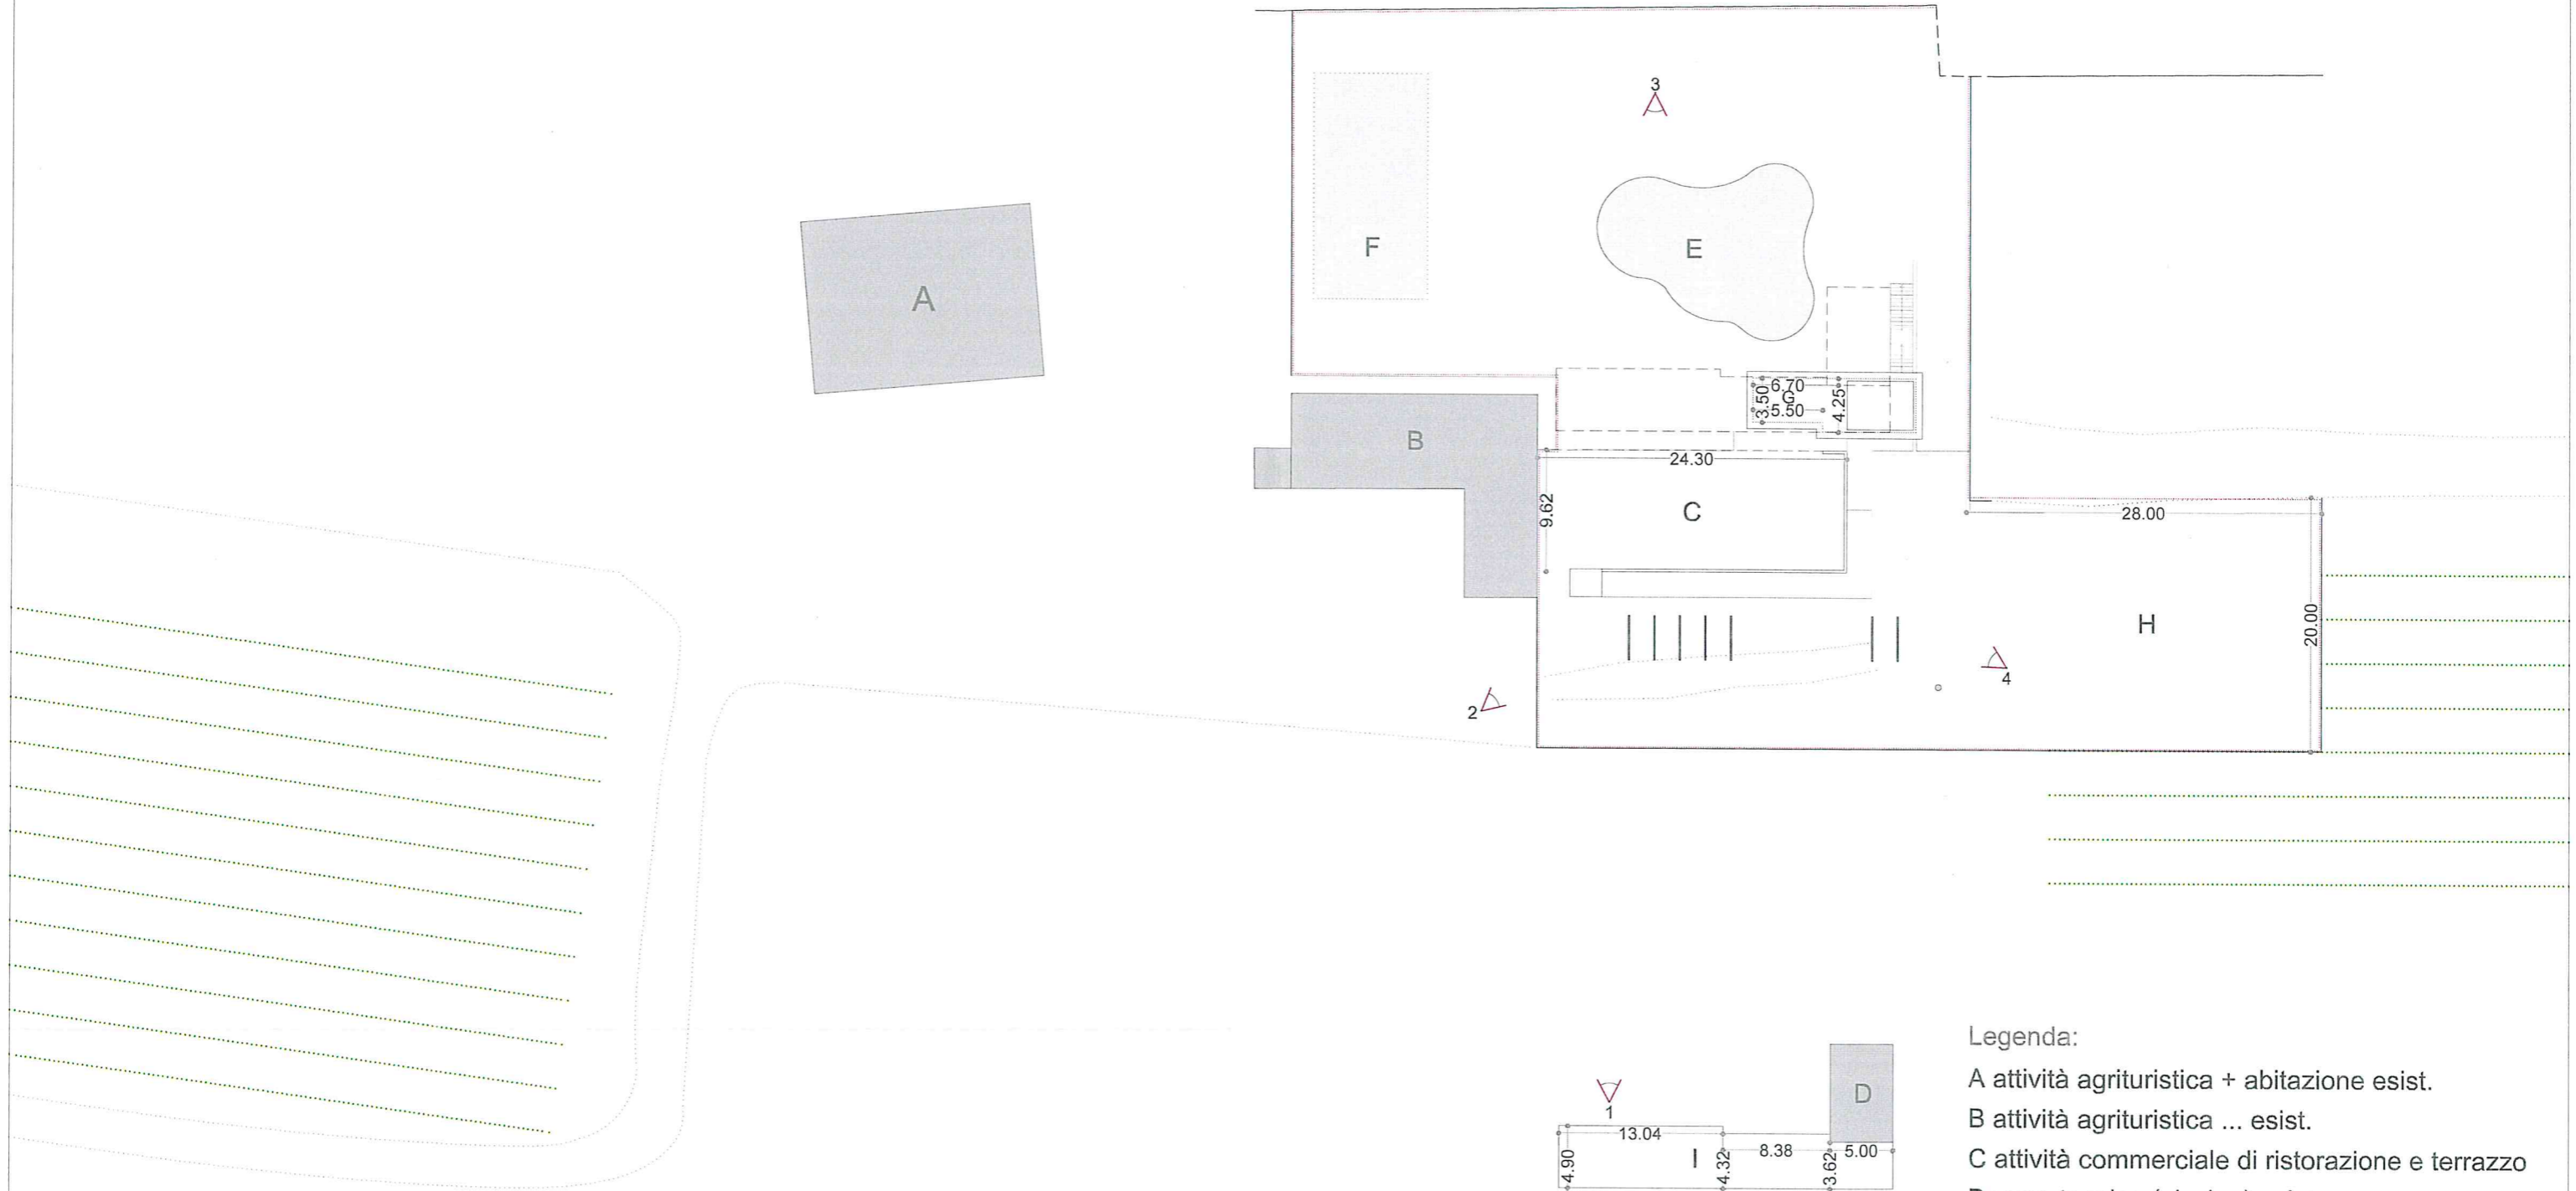 3
F
E
A
6.70
3.50
G
4.25
5.50
B
24.30
9.62
C
28.00
H
20.00
4
2
Legenda:
A attività agrituristica + abitazione esist.
B attività agrituristica ... esist.
C attività commerciale di ristorazione e terrazzo
D
1
13.04
4.90
I
4.32
8.38
3.62
5.00